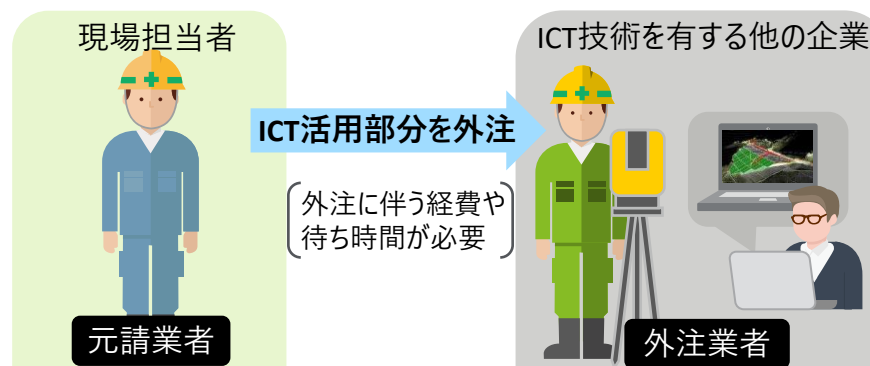 現場担当者
ICT技術を有する他の企業
ICT活用部分を外注
外注に伴う経費や
待ち時間が必要
元請業者
外注業者